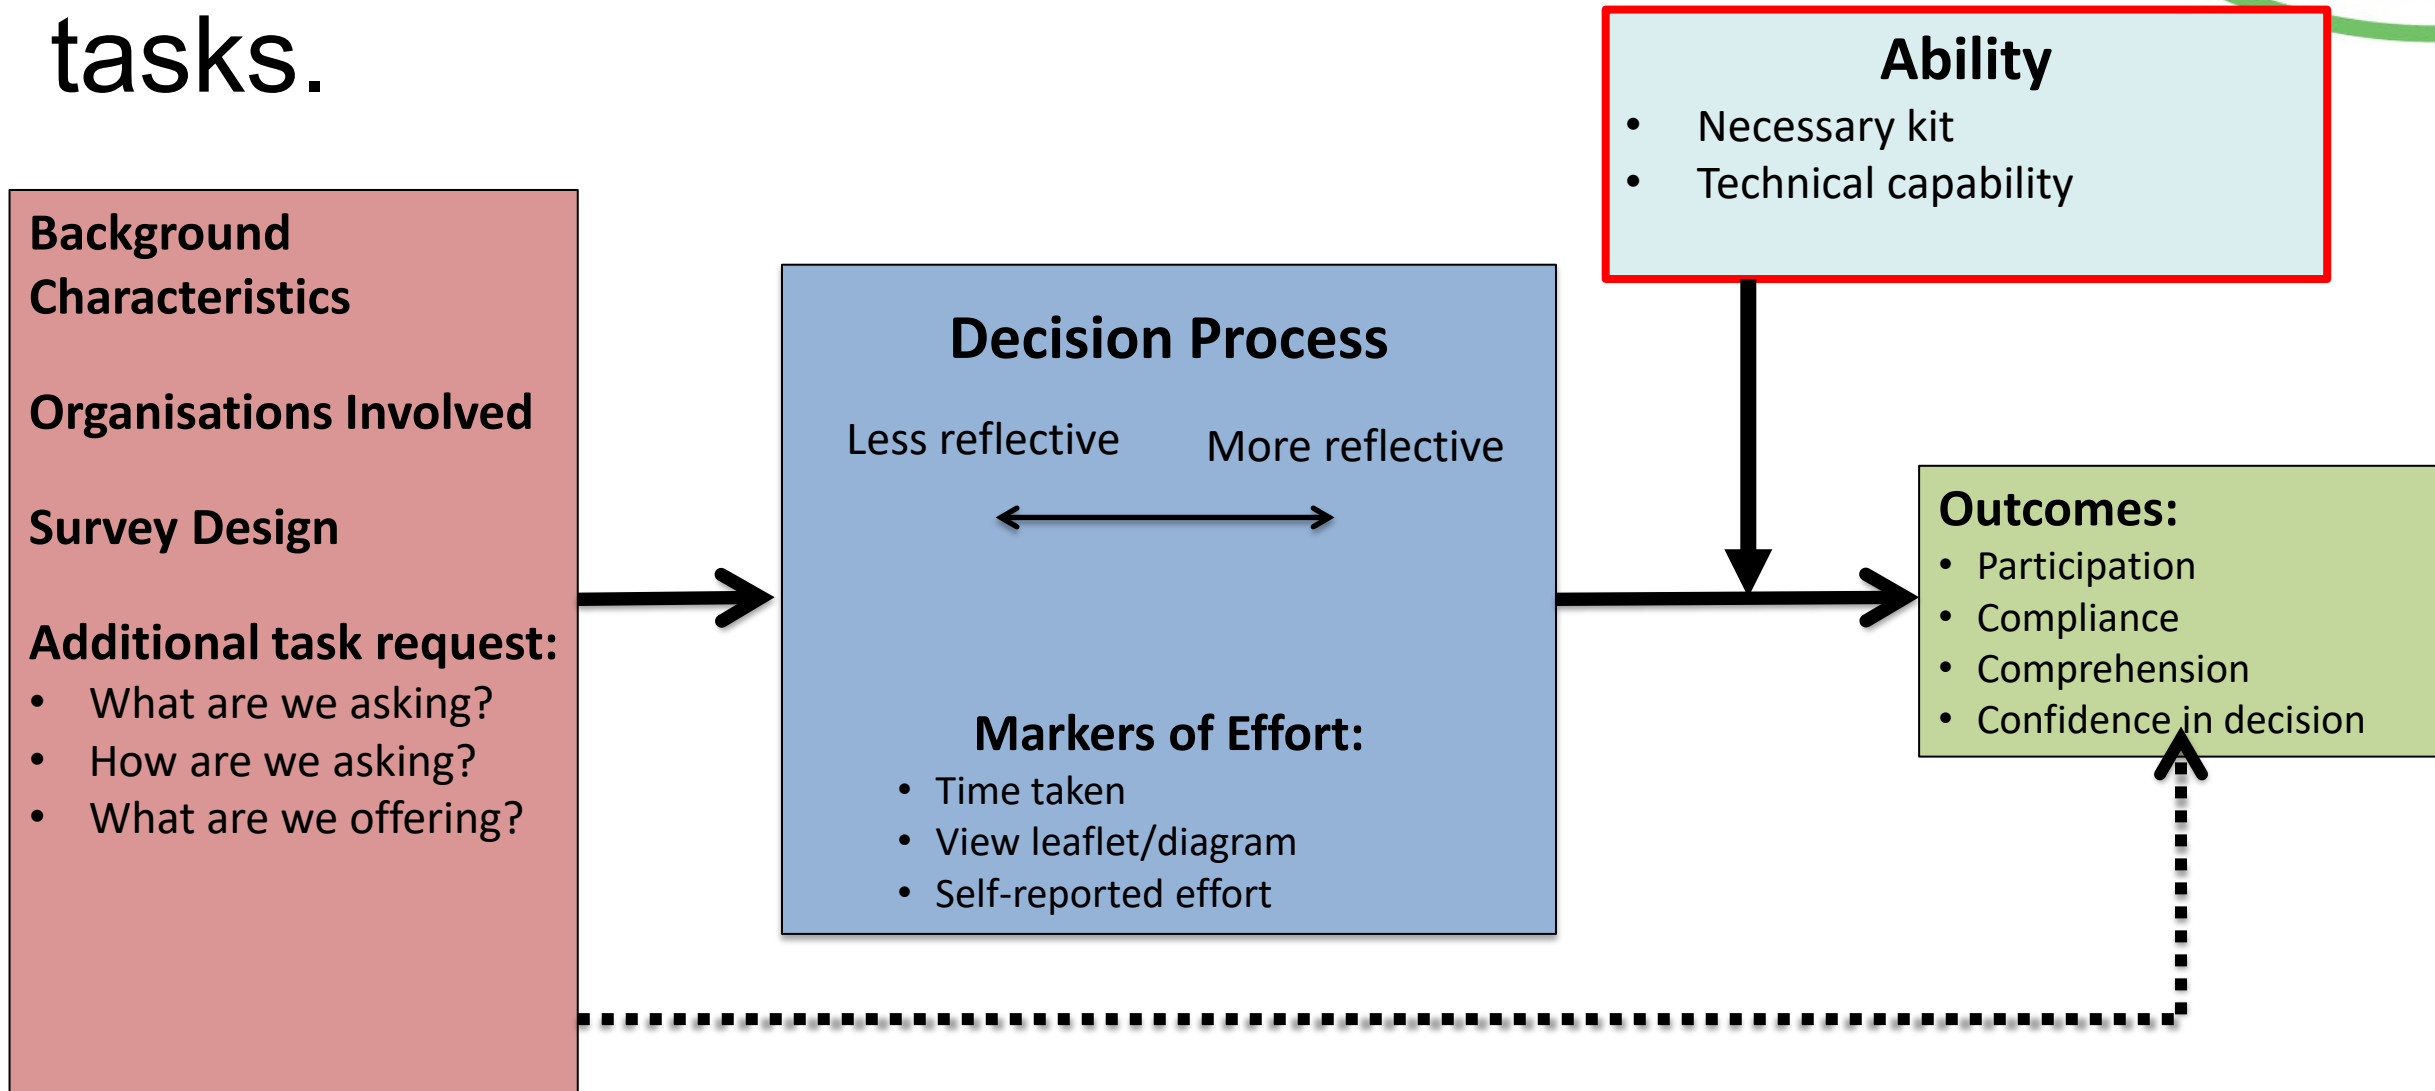 tasks.
Background
Characteristics
Organisations Involved
Survey Design
Additional task request:
• What are we asking?
• How are we asking?
• What are we offering?
Decision Process
Less reflective More reflective
Markers of Effort:
• Time taken
• View leaflet/diagram
• Self-reported effort
Ability
• Necessary kit
• Technical capability
Outcomes:
• Participation
• Compliance
• Comprehension
• Confidence in decision